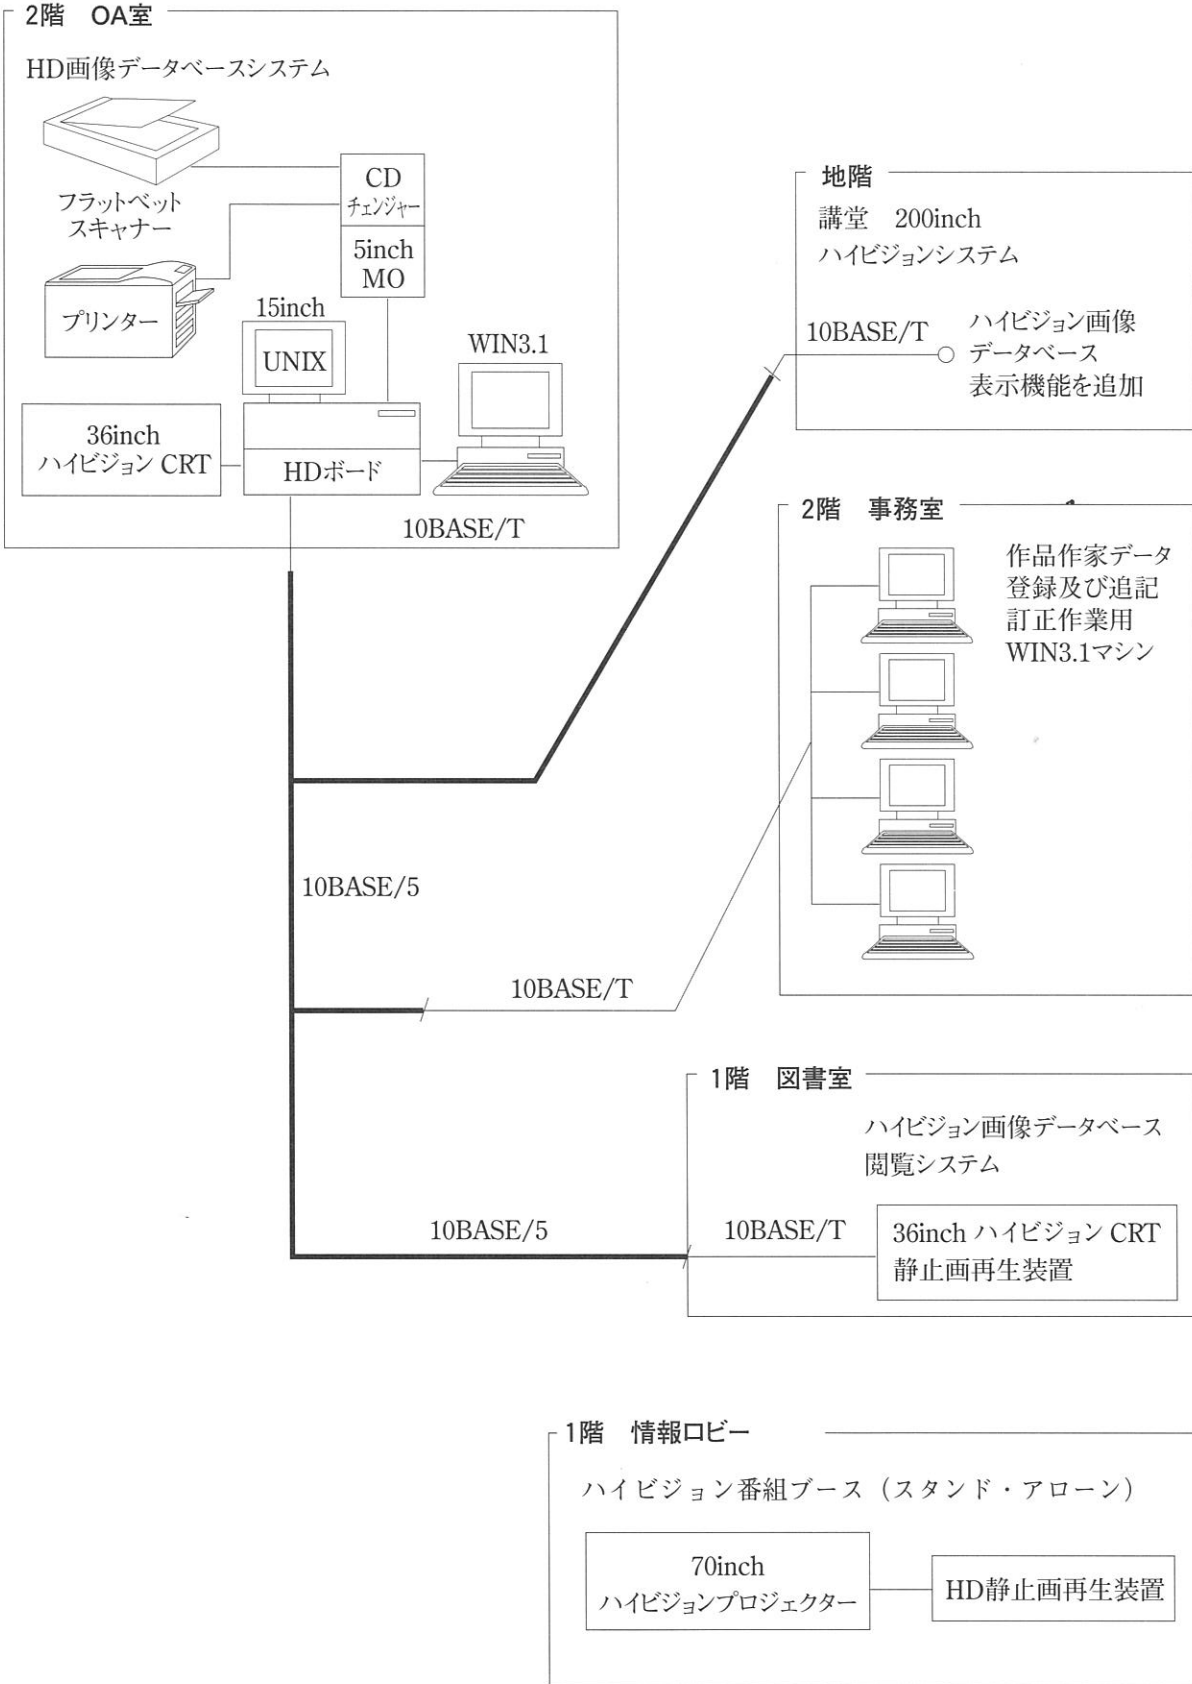 2階　OA室
HD画像データベースシステム
フラットベット
スキャナー
CD
チェンジャー
5inch
MO
プリンター
15inch
UNIX
WIN3.1
36inch
ハイビジョン CRT
HDボード
10BASE/T
地階
講堂　200inch
ハイビジョンシステム
10BASE/T
ハイビジョン画像
データベース
表示機能を追加
2階　事務室
作品作家データ
登録及び追記
訂正作業用
WIN3.1マシン
10BASE/5
10BASE/T
1階　図書室
ハイビジョン画像データベース
閲覧システム
10BASE/5
10BASE/T
36inch ハイビジョン CRT
静止画再生装置
1階　情報ロビー
ハイビジョン番組ブース（スタンド・アローン）
70inch
ハイビジョンプロジェクター
HD静止画再生装置